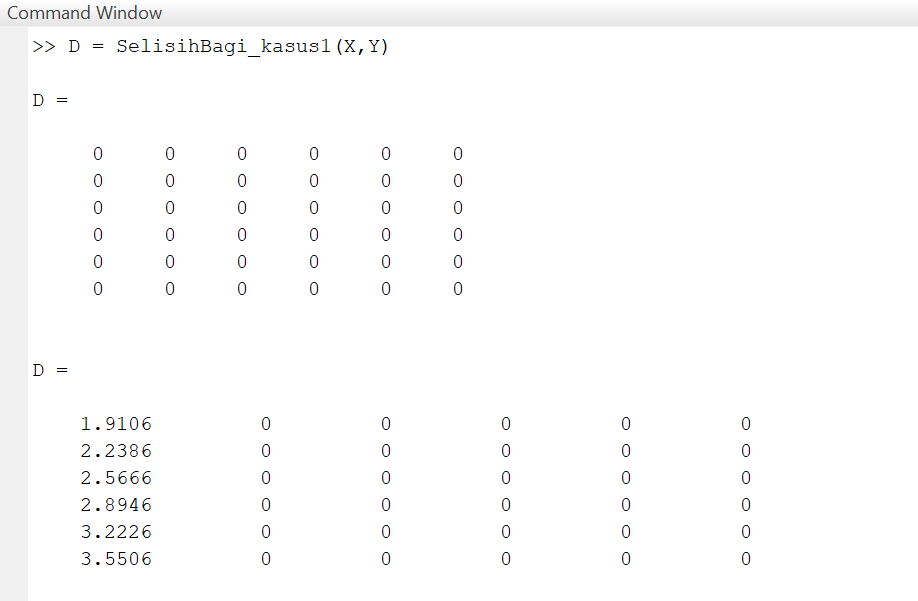 Command Window
>> D = SelisihBagi_kasus1(X,Y)
D =
0 0 0 0 0 0
0 0 0 0 0 0
0 0 0 0 0 0
0 0 0 0 0 0
0 0 0 0 0 0
0 0 0 0 0 0
D =
1.9106 0 0 0 0 0
2.2386 0 0 0 0 0
2.5666 0 0 0 0 0
2.8946 0 0 0 0 0
3.2226 0 0 0 0 0
3.5506 0 0 0 0 0